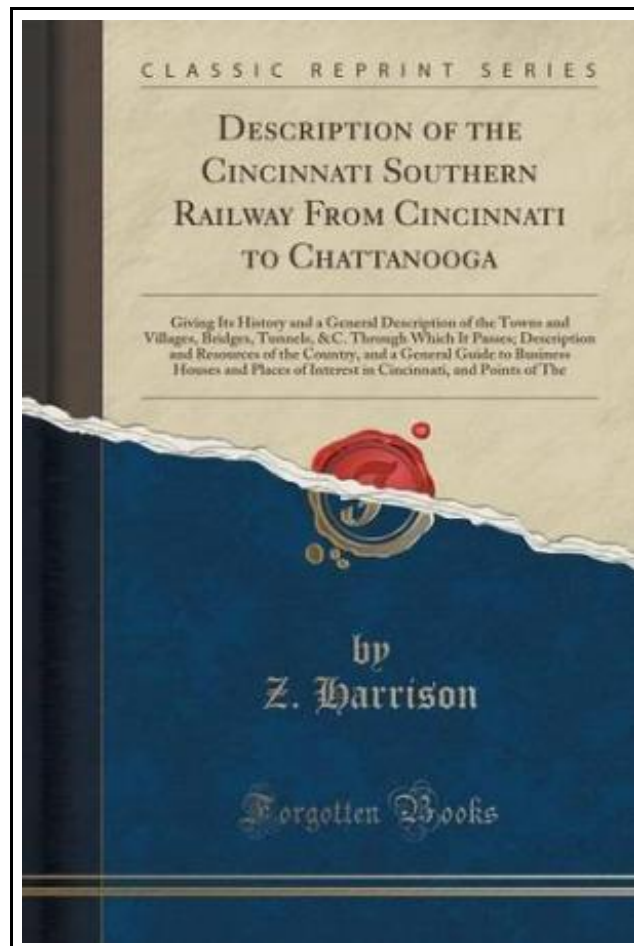 CLASSIC REPRINT SERIES
DESCRIPTION OF THE
CINCINNATI SOUTHERN
RAILWAY FROM CINCINNATI
TO CHATTANOOGA
Giving Its History and a General Description of the Towns and
Villages, Bridges, Tunnels, &C. Through Which It Passes; Description
and Resources of the Country, and a General Guide to Business
Houses and Places of Interest in Cincinnati, and Points of The
by
Z. Harrison
Forgotten Books